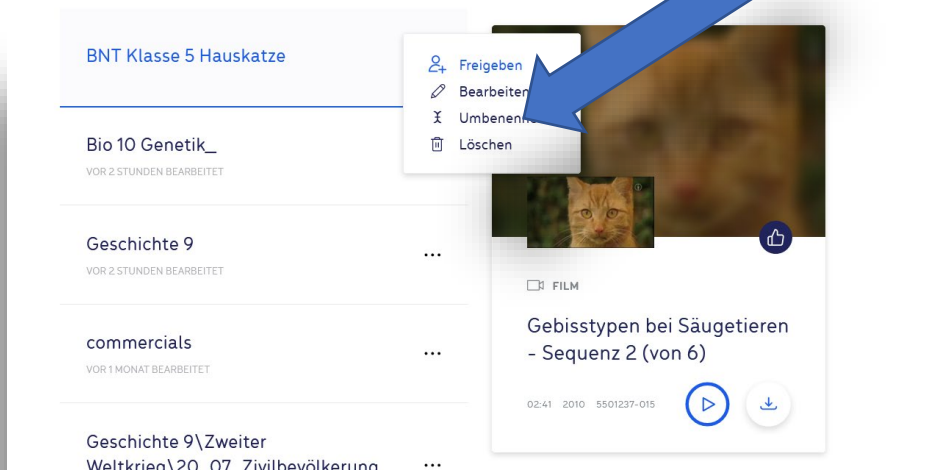 BNT Klasse 5 Hauskatze
Freigeben
Bearbeiten
Löschen
Bio 10 Genetik_
VOR 2 STUNDEN BEARBEITET
Geschichte 9
VOR 2 STUNDEN BEARBEITET
commercials
VOR 1 MONAT BEARBEITET
Geschichte 9\Zweiter
Weltkrieg\20_07_Zivilbevölkerung
FILM
Gebisstypen bei Säugetieren
- Sequenz 2 (von 6)
02:41 2010 5501237-015